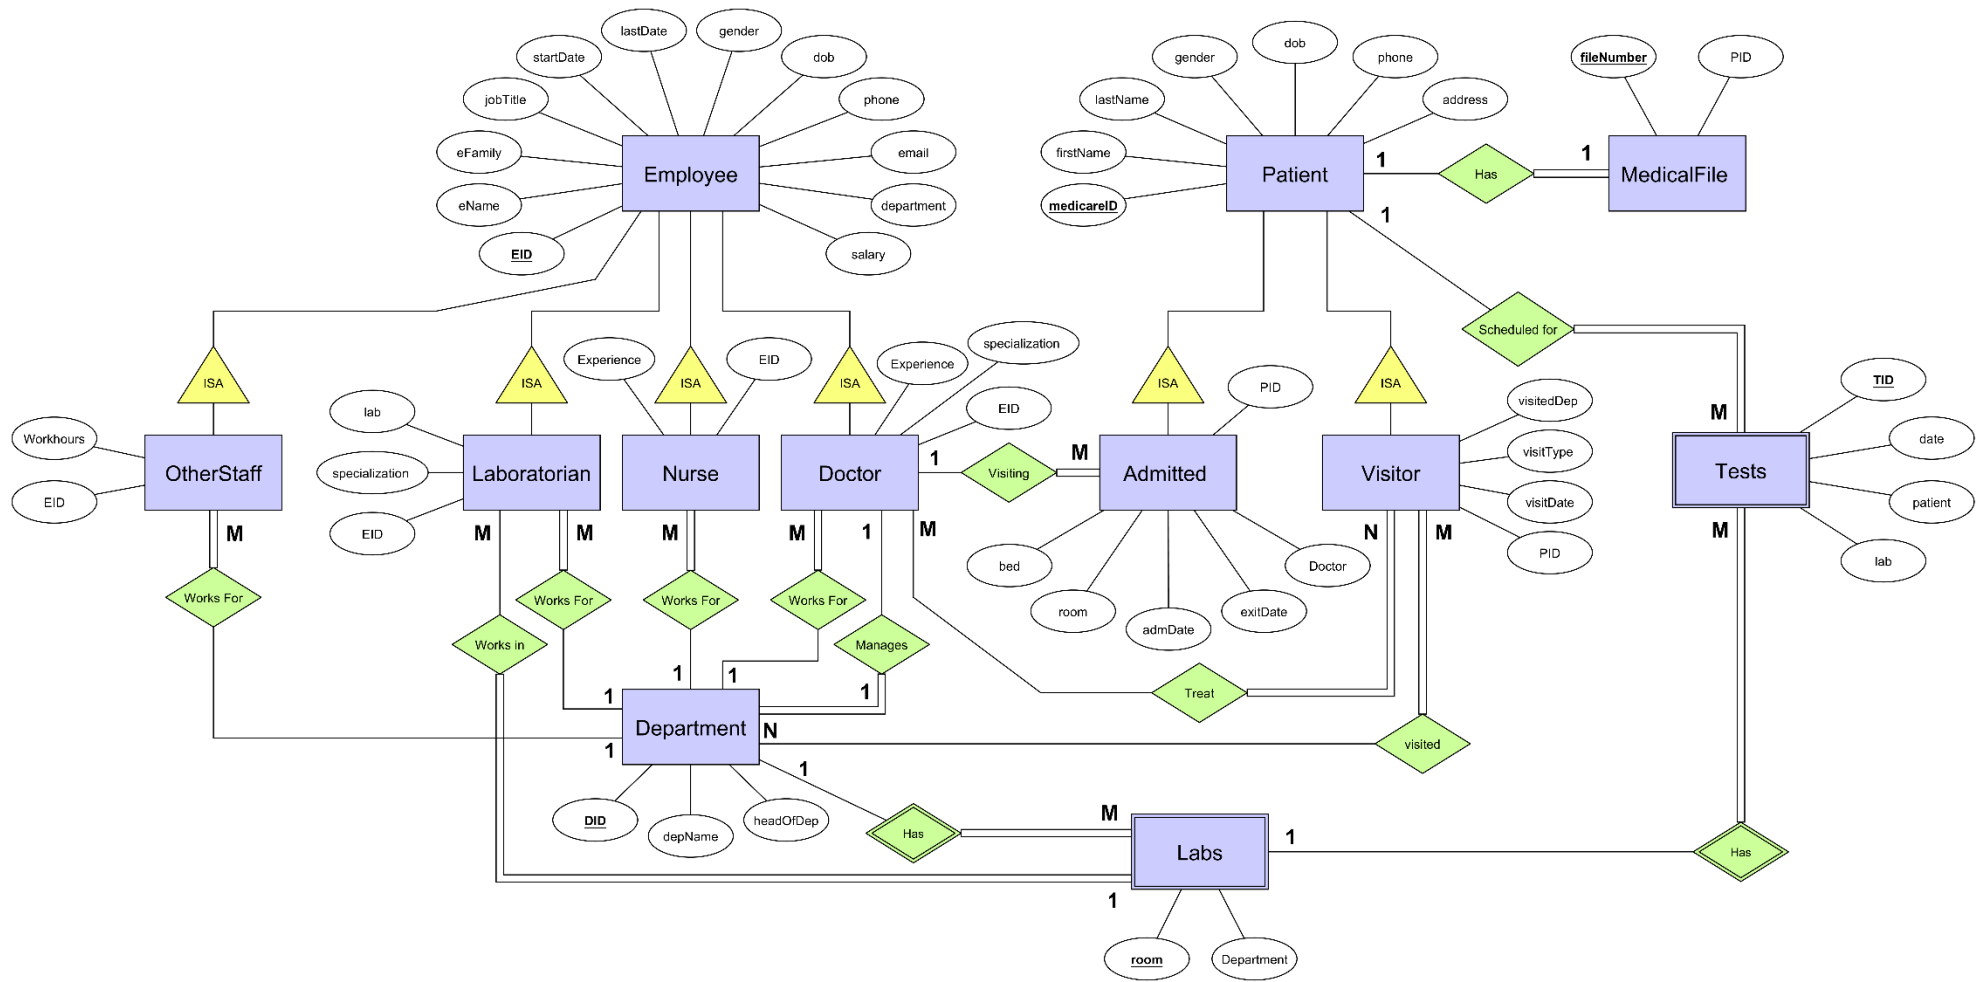 lastDate
gender
startDate
dob
jobTitle
phone
eFamily
email
eName
department
EID
salary
Employee
dob
gender
phone
lastName
address
firstName
medicareID
Patient
1
Has
1
fileNumber
PID
MedicalFile
1
Scheduled for
M
ISA
ISA
ISA
ISA
ISA
ISA
Workhours
EID
OtherStaff
M
lab
specialization
EID
Laboratorian
M
M
Experience
EID
Nurse
M
Experience
specialization
EID
Doctor
M
1
M
1
Visiting
M
PID
Admitted
bed
room
admDate
exitDate
Doctor
visitedDep
visitType
visitDate
PID
Visitor
N
M
TID
date
patient
lab
Tests
M
Works For
Works in
Works For
Works For
Works For
Manages
Treat
visited
1
1
1
1
1
N
1
Department
DID
depName
headOfDep
Has
M
Labs
1
1
Has
room
Department